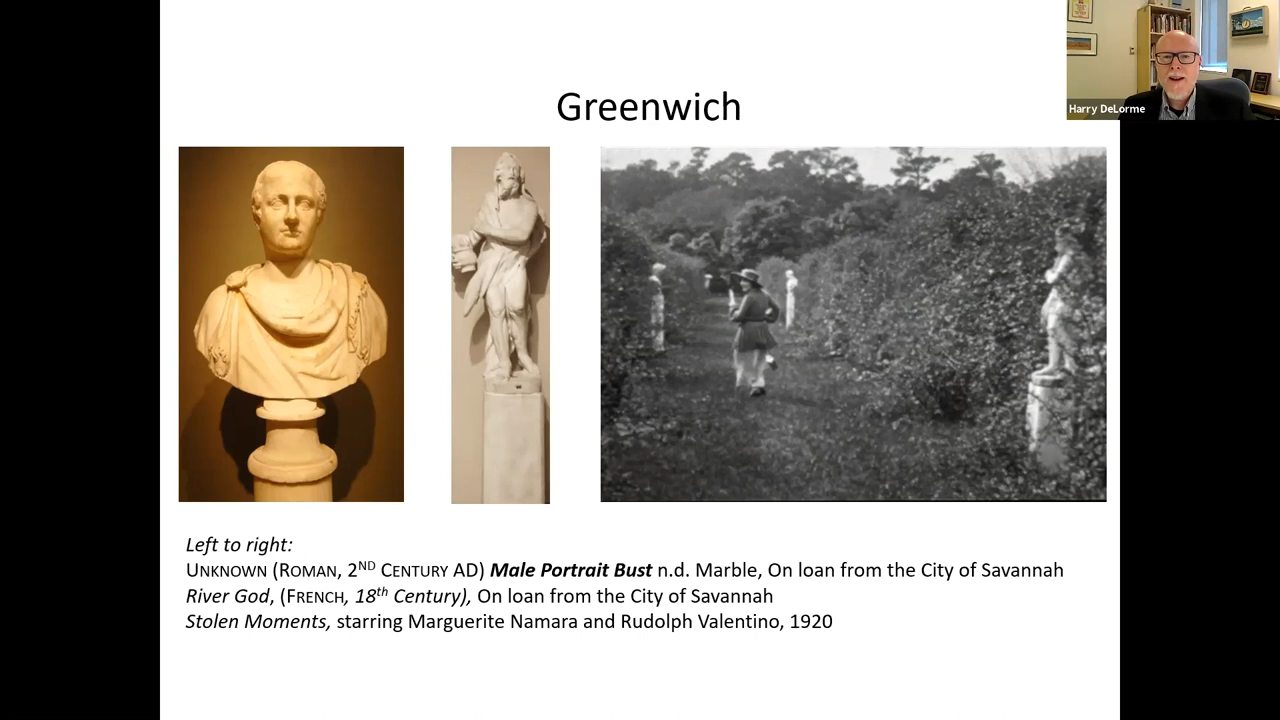 Harry DeLorme
Greenwich
Left to right:
UNKNOWN (ROMAN, 2ND CENTURY AD) Male Portrait Bust n.d. Marble, On loan from the City of Savannah
River God, (FRENCH, 18th Century), On loan from the City of Savannah
Stolen Moments, starring Marguerite Namara and Rudolph Valentino, 1920